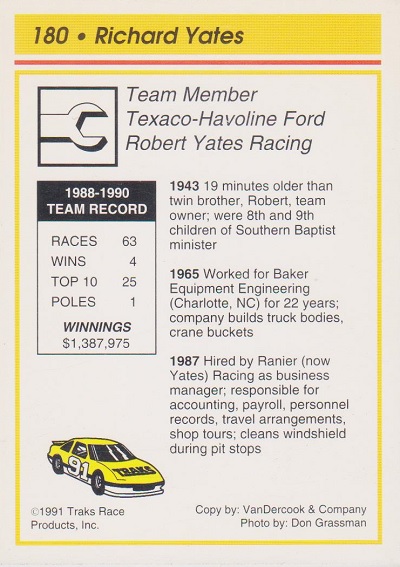 180 • Richard Yates
Team Member
Texaco-Havoline Ford
Robert Yates Racing
1988-1990
TEAM RECORD
RACES 63
WINS 4
TOP 10 25
POLES 1
WINNINGS
$1,387,975
1943 19 minutes older than
twin brother, Robert, team
owner; were 8th and 9th
children of Southern Baptist
minister
1965 Worked for Baker
Equipment Engineering
(Charlotte, NC) for 22 years;
company builds truck bodies,
crane buckets
1987 Hired by Ranier (now
Yates) Racing as business
manager; responsible for
accounting, payroll, personnel
records, travel arrangements,
shop tours; cleans windshield
during pit stops
91
TRAKS
©1991 Traks Race
Products, Inc.
Copy by: VanDercook & Company
Photo by: Don Grassman